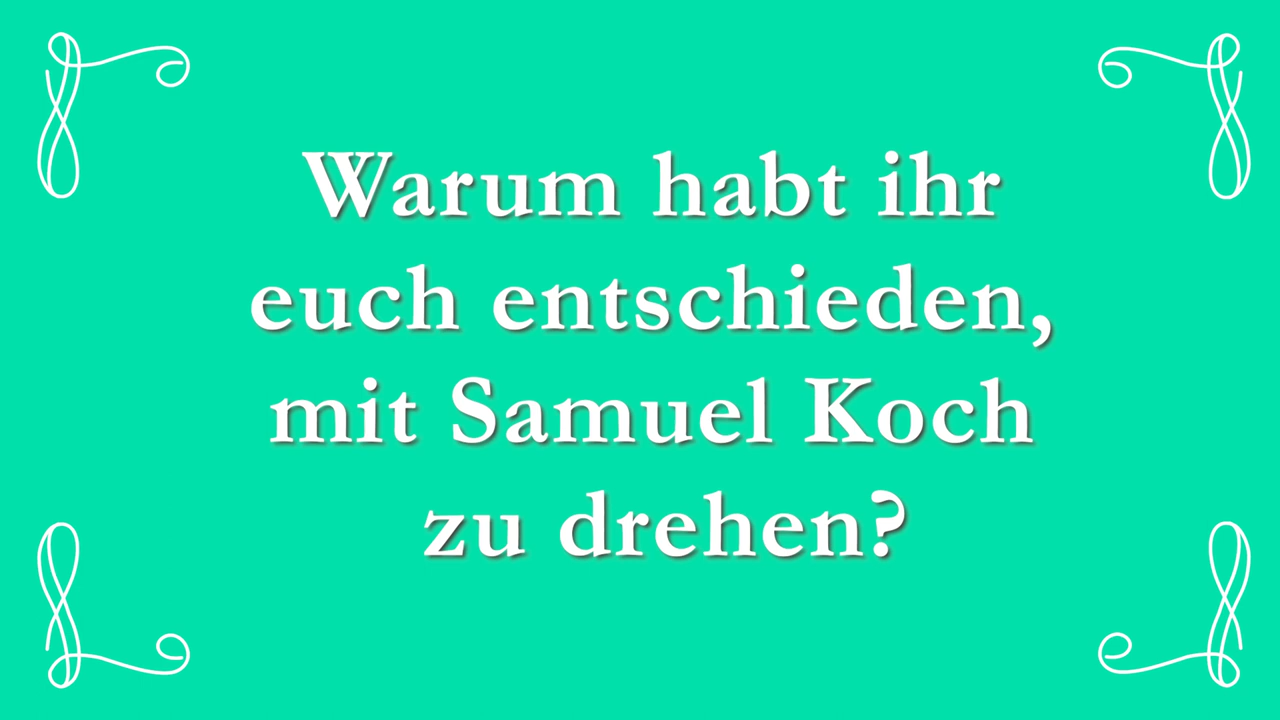 Warum habt ihr
euch entschieden,
mit Samuel Koch
zu drehen?